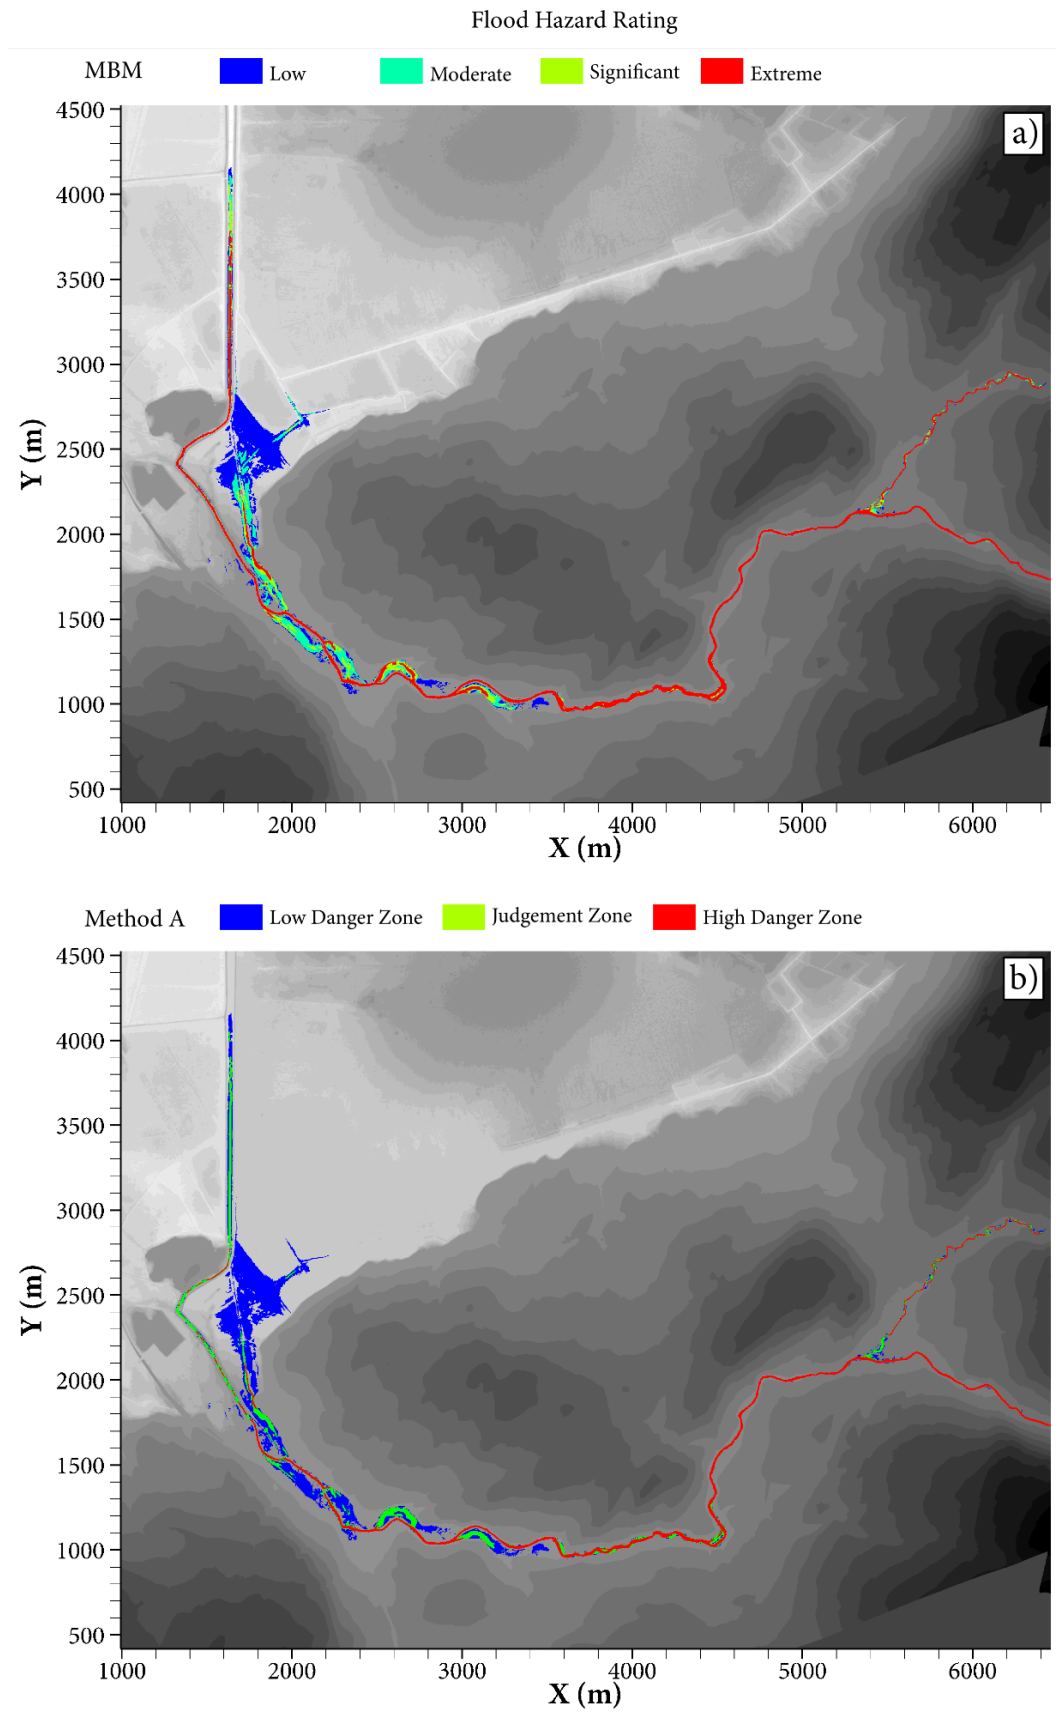 Flood Hazard Rating
MBM Low Moderate Significant Extreme
a)
4500
4000
3500
3000
2500
2000
1500
1000
500
Y (m)
1000 2000 3000 4000 5000 6000
X (m)
Method A Low Danger Zone Judgement Zone High Danger Zone
b)
4500
4000
3500
3000
2500
2000
1500
1000
500
Y (m)
1000 2000 3000 4000 5000 6000
X (m)